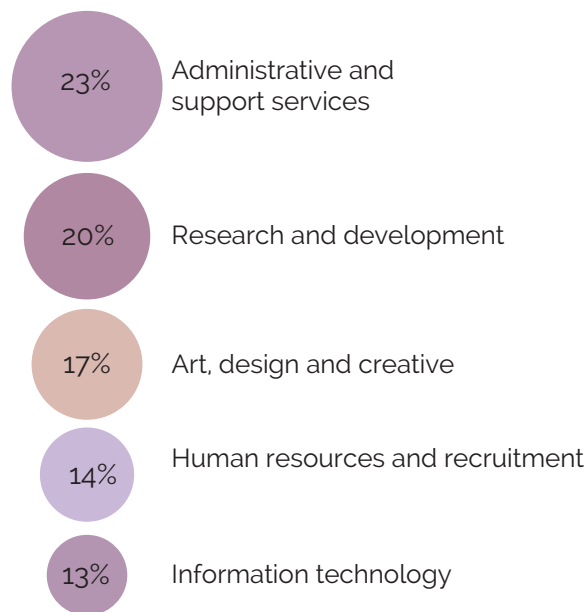 23%
Administrative and
support services
20%
Research and development
17%
Art, design and creative
14%
Human resources and recruitment
13%
Information technology